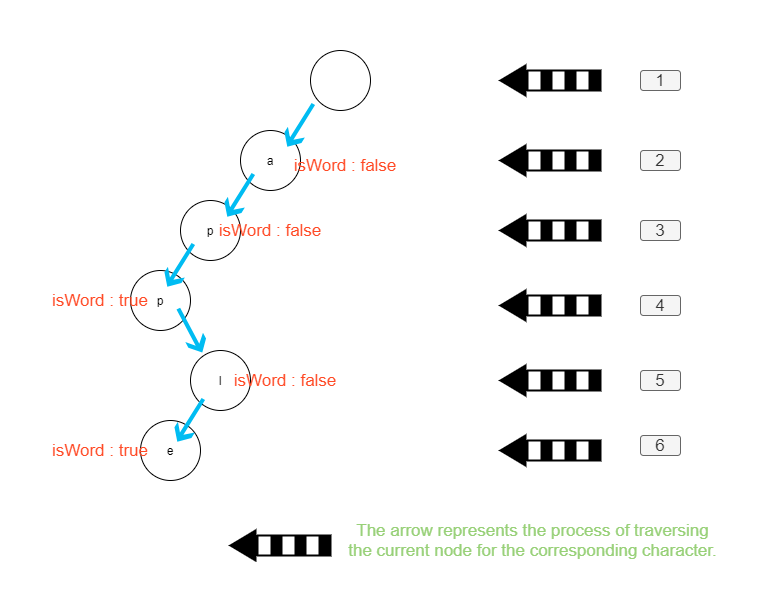 1
a
isWord : false
2
p
isWord : false
3
isWord : true
p
4
l
isWord : false
5
isWord : true
e
6
The arrow represents the process of traversing
the current node for the corresponding character.